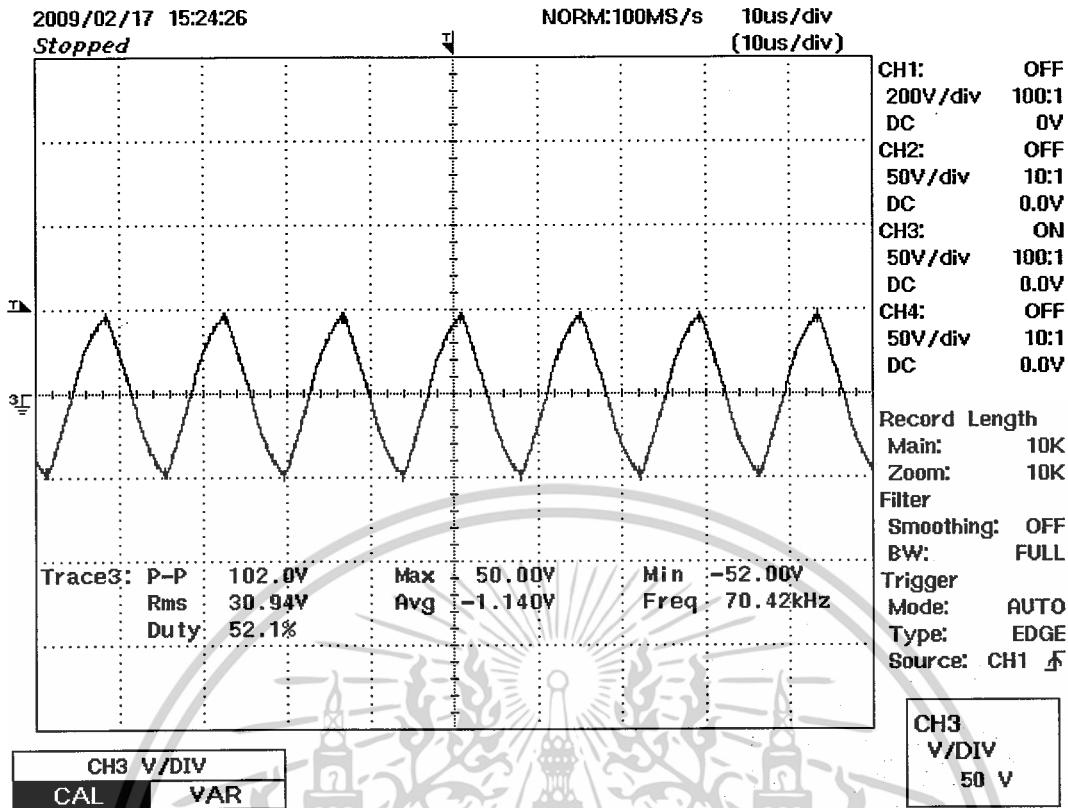 2009/02/17 15:24:26 NORM:100MS/s 10us/div
Stopped (10us/div)
T
CH1: OFF
200V/div 100:1
DC 0V
CH2: OFF
50V/div 10:1
DC 0.0V
CH3: ON
50V/div 100:1
DC 0.0V
CH4: OFF
50V/div 10:1
DC 0.0V
T
3
Record Length
Main: 10K
Zoom: 10K
Filter
Smoothing: OFF
BW: FULL
Trigger
Mode: AUTO
Type: EDGE
Source: CH1
Trace3: P-P 102.0V Max 50.00V Min -52.00V
Rms 30.94V Avg -1.140V Freq 70.42kHz
Duty 52.1%
CH3 V/DIV
CAL VAR
CH3
V/DIV
50 V